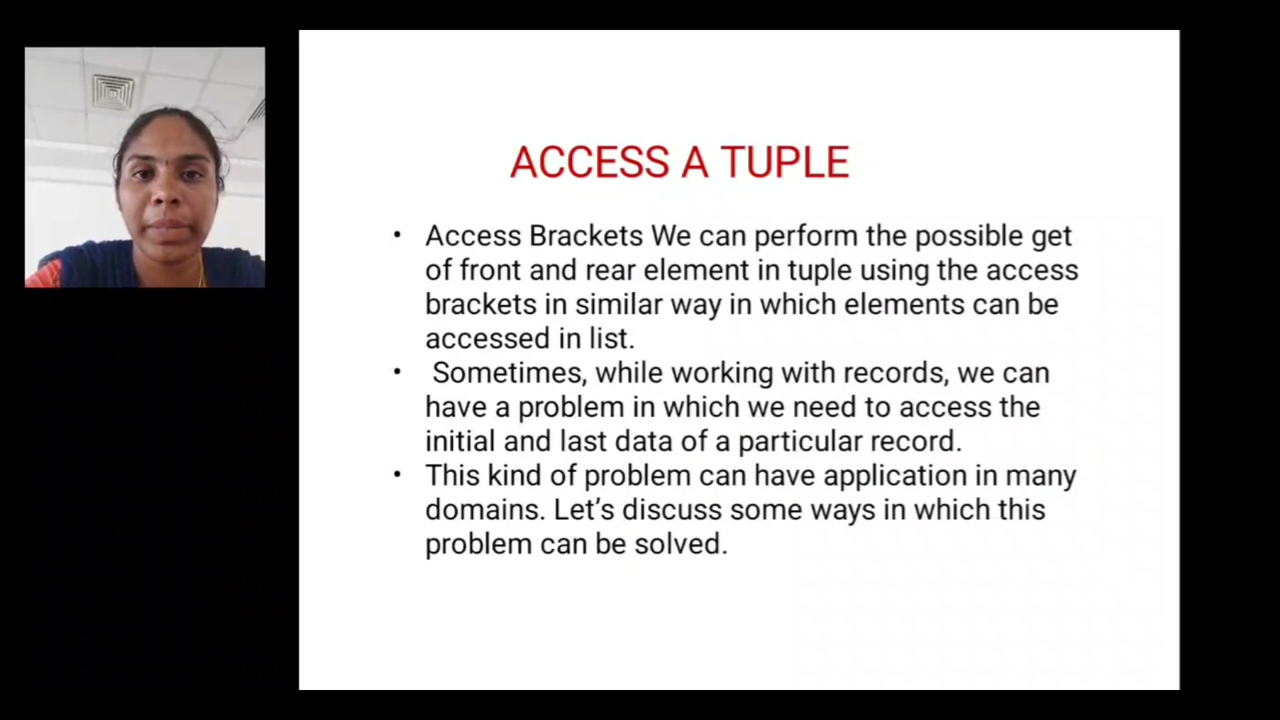 ACCESS A TUPLE
• Access Brackets We can perform the possible get
of front and rear element in tuple using the access
brackets in similar way in which elements can be
accessed in list.
• Sometimes, while working with records, we can
have a problem in which we need to access the
initial and last data of a particular record.
• This kind of problem can have application in many
domains. Let’s discuss some ways in which this
problem can be solved.